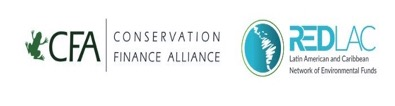 CFA
CONSERVATION
FINANCE ALLIANCE
REDLAC
Latin American and Caribbean
Network of Environmental Funds